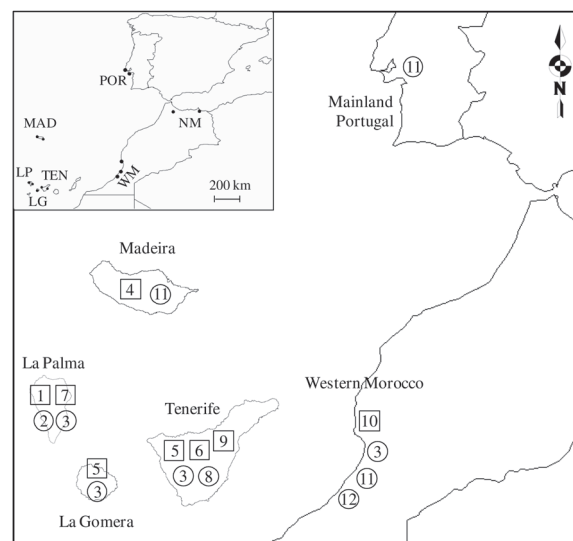 POR
NM
MAD
LP
TEN
LG
WM
200 km
11
Mainland
Portugal
N
Madeira
4 11
La Palma
1 7
2 3
Tenerife
5 6 9
3 8
5
3
La Gomera
Western Morocco
10
3
11
12